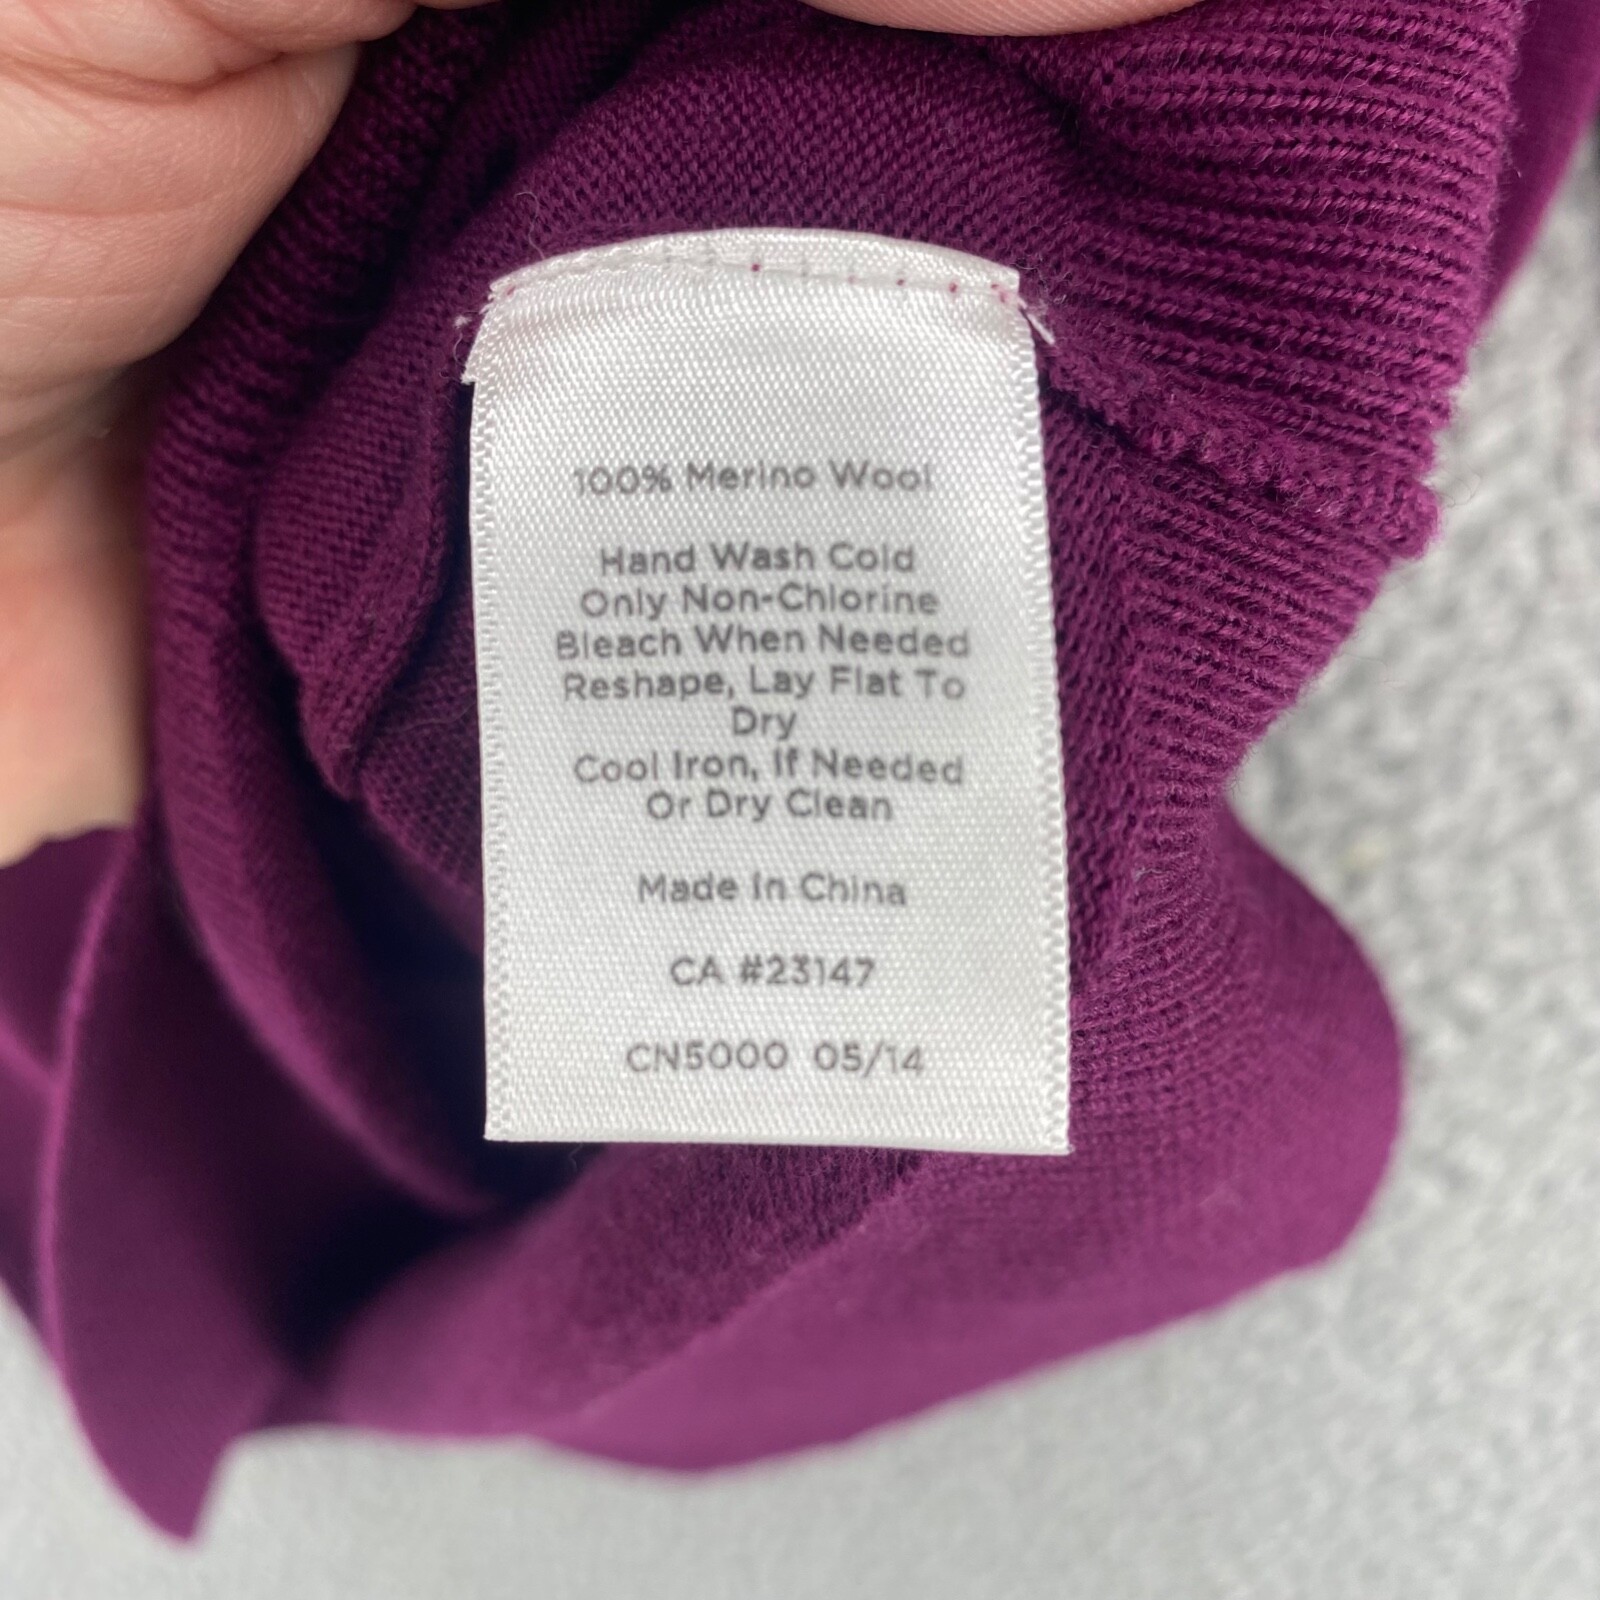 100% Merino Wool
Hand Wash Cold
Only Non-Chlorine
Bleach When Needed
Reshape, Lay Flat To
Dry
Cool Iron, If Needed
Or Dry Clean
Made In China
CA #23147
CN5000 05/14